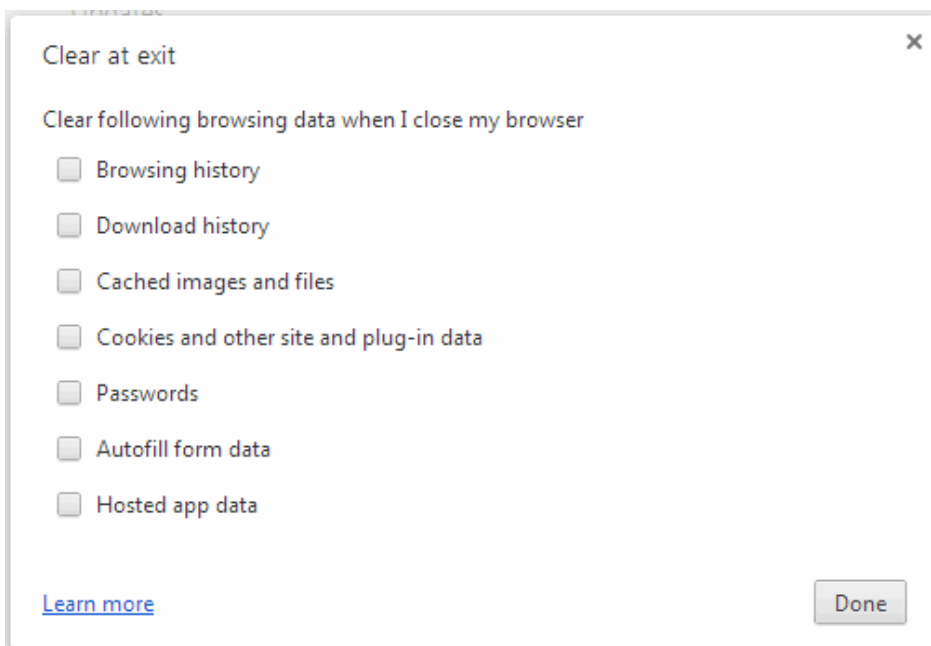 Updates
Clear at exit
Clear following browsing data when I close my browser
Browsing history
Download history
Cached images and files
Cookies and other site and plug-in data
Passwords
Autofill form data
Hosted app data
Learn more
Done